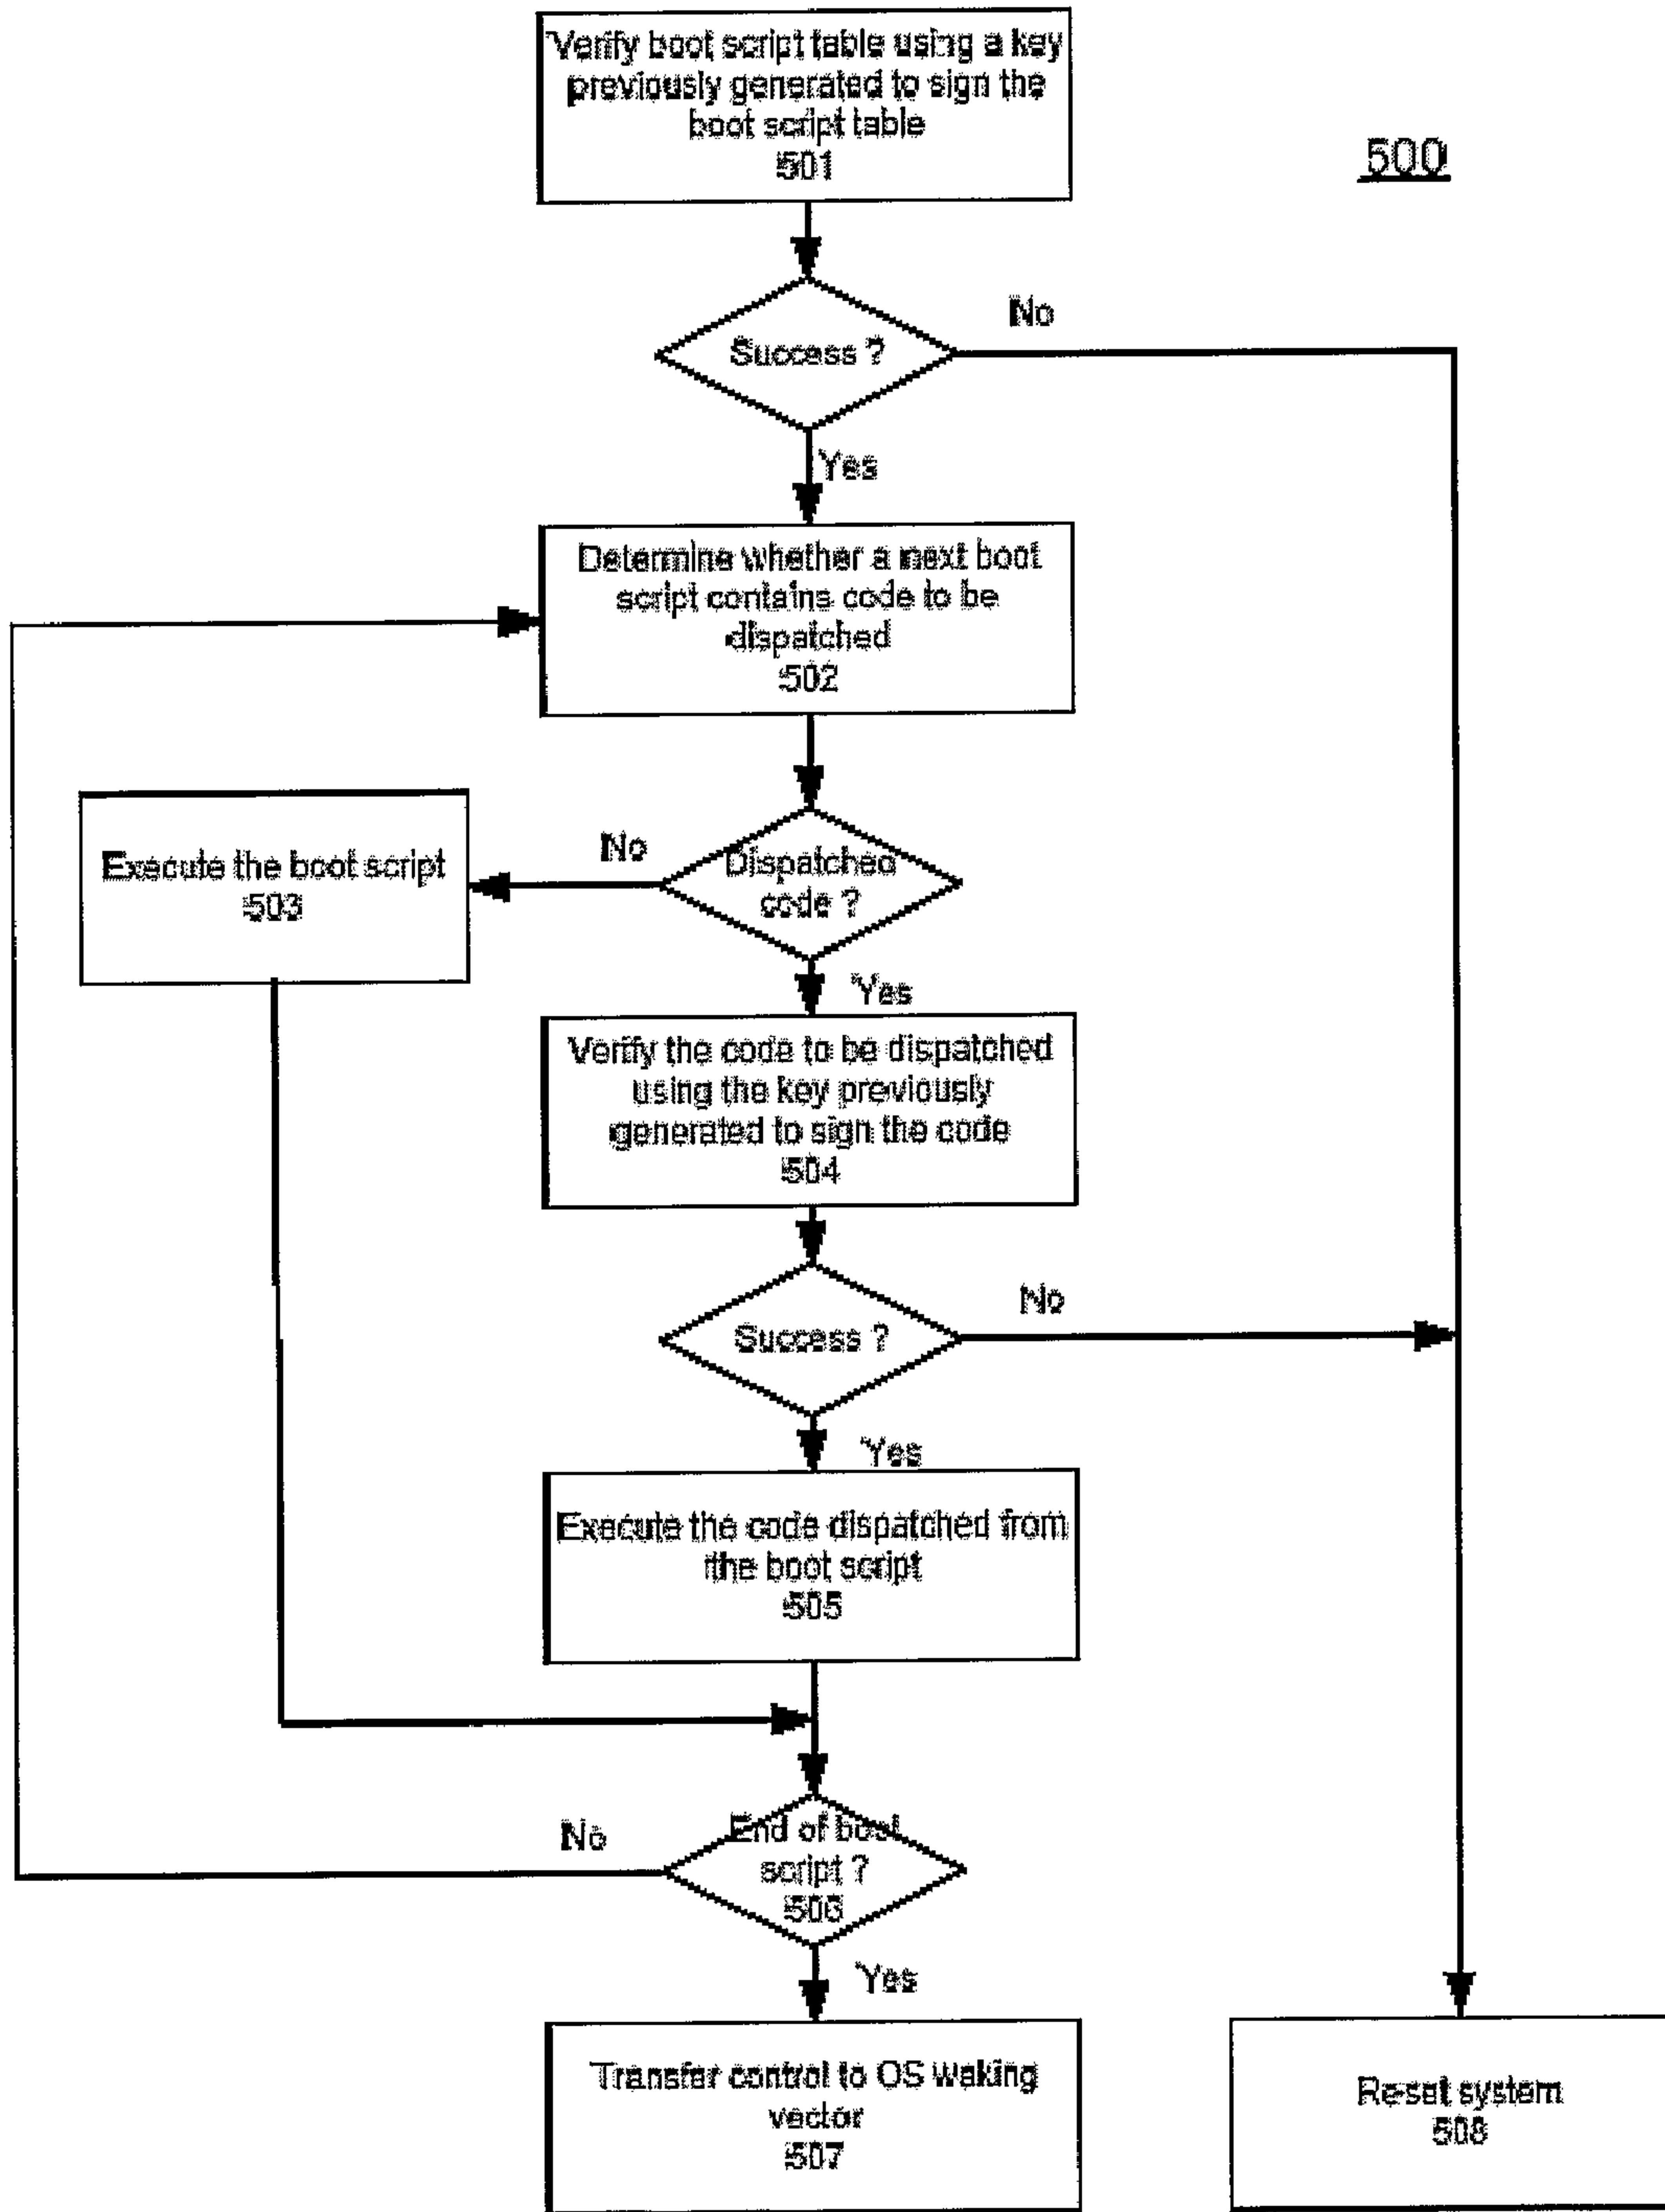 Verify boot script table using a key
previously generated to sign the
boot script table
501
500
Success ?
No
Yes
Determine whether a next boot
script contains code to be
dispatched
502
Execute the boot script
503
No
Dispatched
code ?
Yes
Verify the code to be dispatched
using the key previously
generated to sign the code
504
Success ?
No
Yes
Execute the code dispatched from
the boot script
505
No
End of boot
script ?
506
Yes
Transfer control to OS waking
vector
507
Re-set system
508